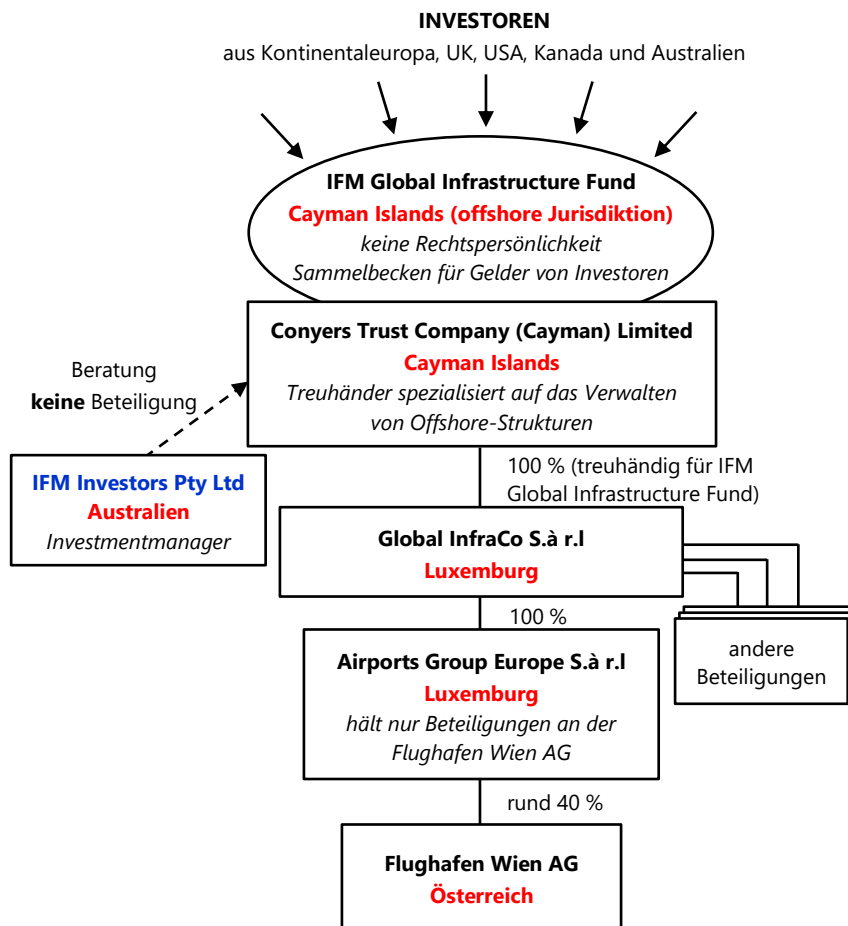 INVESTOREN
aus Kontinentaleuropa, UK, USA, Kanada und Australien
IFM Global Infrastructure Fund
Cayman Islands (offshore Jurisdiktion)
keine Rechtspersönlichkeit
Sammelbecken für Gelder von Investoren
Conyers Trust Company (Cayman) Limited
Cayman Islands
Treuhänder spezialisiert auf das Verwalten
von Offshore-Strukturen
Beratung
keine Beteiligung
IFM Investors Pty Ltd
Australien
Investmentmanager
100 % (treuhändig für IFM
Global Infrastructure Fund)
Global InfraCo S.à r.l
Luxemburg
100 %
andere
Beteiligungen
Airports Group Europe S.à r.l
Luxemburg
hält nur Beteiligungen an der
Flughafen Wien AG
rund 40 %
Flughafen Wien AG
Österreich